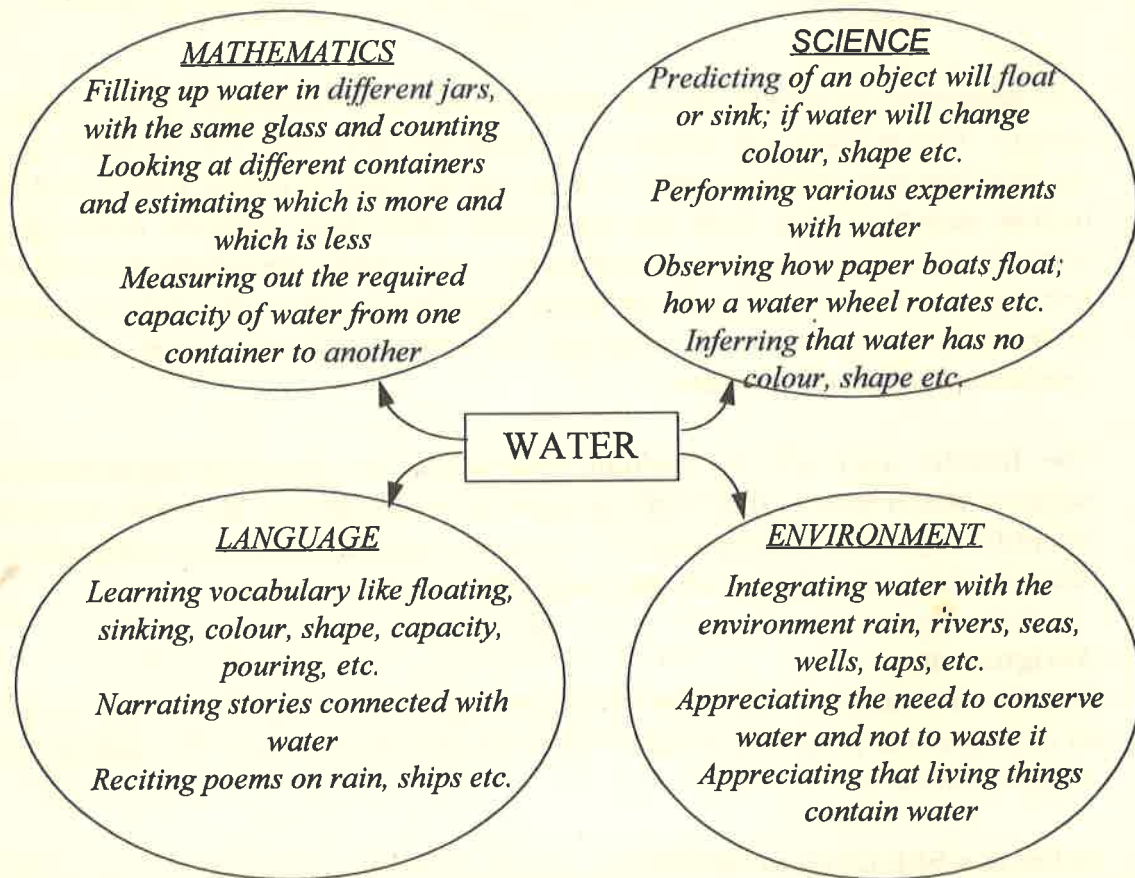 MATHEMATICS
Filling up water in different jars,
with the same glass and counting
Looking at different containers
and estimating which is more and
which is less
Measuring out the required
capacity of water from one
container to another
SCIENCE
Predicting of an object will float
or sink; if water will change
colour, shape etc.
Performing various experiments
with water
Observing how paper boats float;
how a water wheel rotates etc.
Inferring that water has no
colour, shape etc.
WATER
LANGUAGE
Learning vocabulary like floating,
sinking, colour, shape, capacity,
pouring, etc.
Narrating stories connected with
water
Reciting poems on rain, ships etc.
ENVIRONMENT
Integrating water with the
environment rain, rivers, seas,
wells, taps, etc.
Appreciating the need to conserve
water and not to waste it
Appreciating that living things
contain water